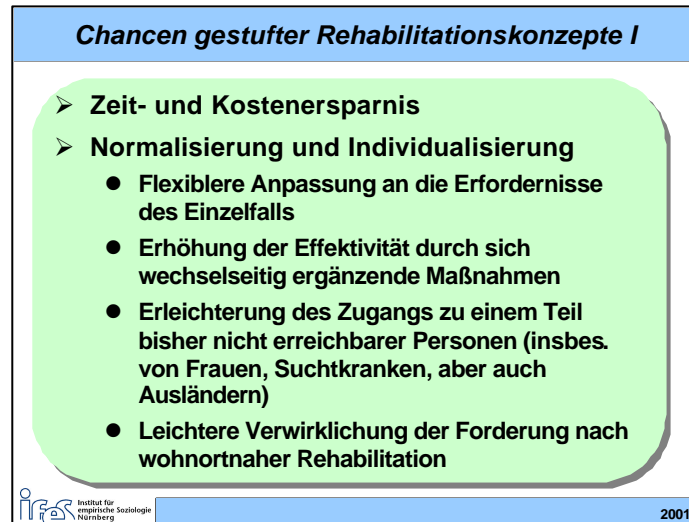 Chancen gestufter Rehabilitationskonzepte I
➢ Zeit- und Kostenersparnis
➢ Normalisierung und Individualisierung
● Flexiblere Anpassung an die Erfordernisse
des Einzelfalls
● Erhöhung der Effektivität durch sich
wechselseitig ergänzende Maßnahmen
● Erleichterung des Zugangs zu einem Teil
bisher nicht erreichbarer Personen (insbes.
von Frauen, Suchtkranken, aber auch
Ausländern)
● Leichtere Verwirklichung der Forderung nach
wohnortnaher Rehabilitation
ifes Institut für
empirische Soziologie
Nürnberg
2001